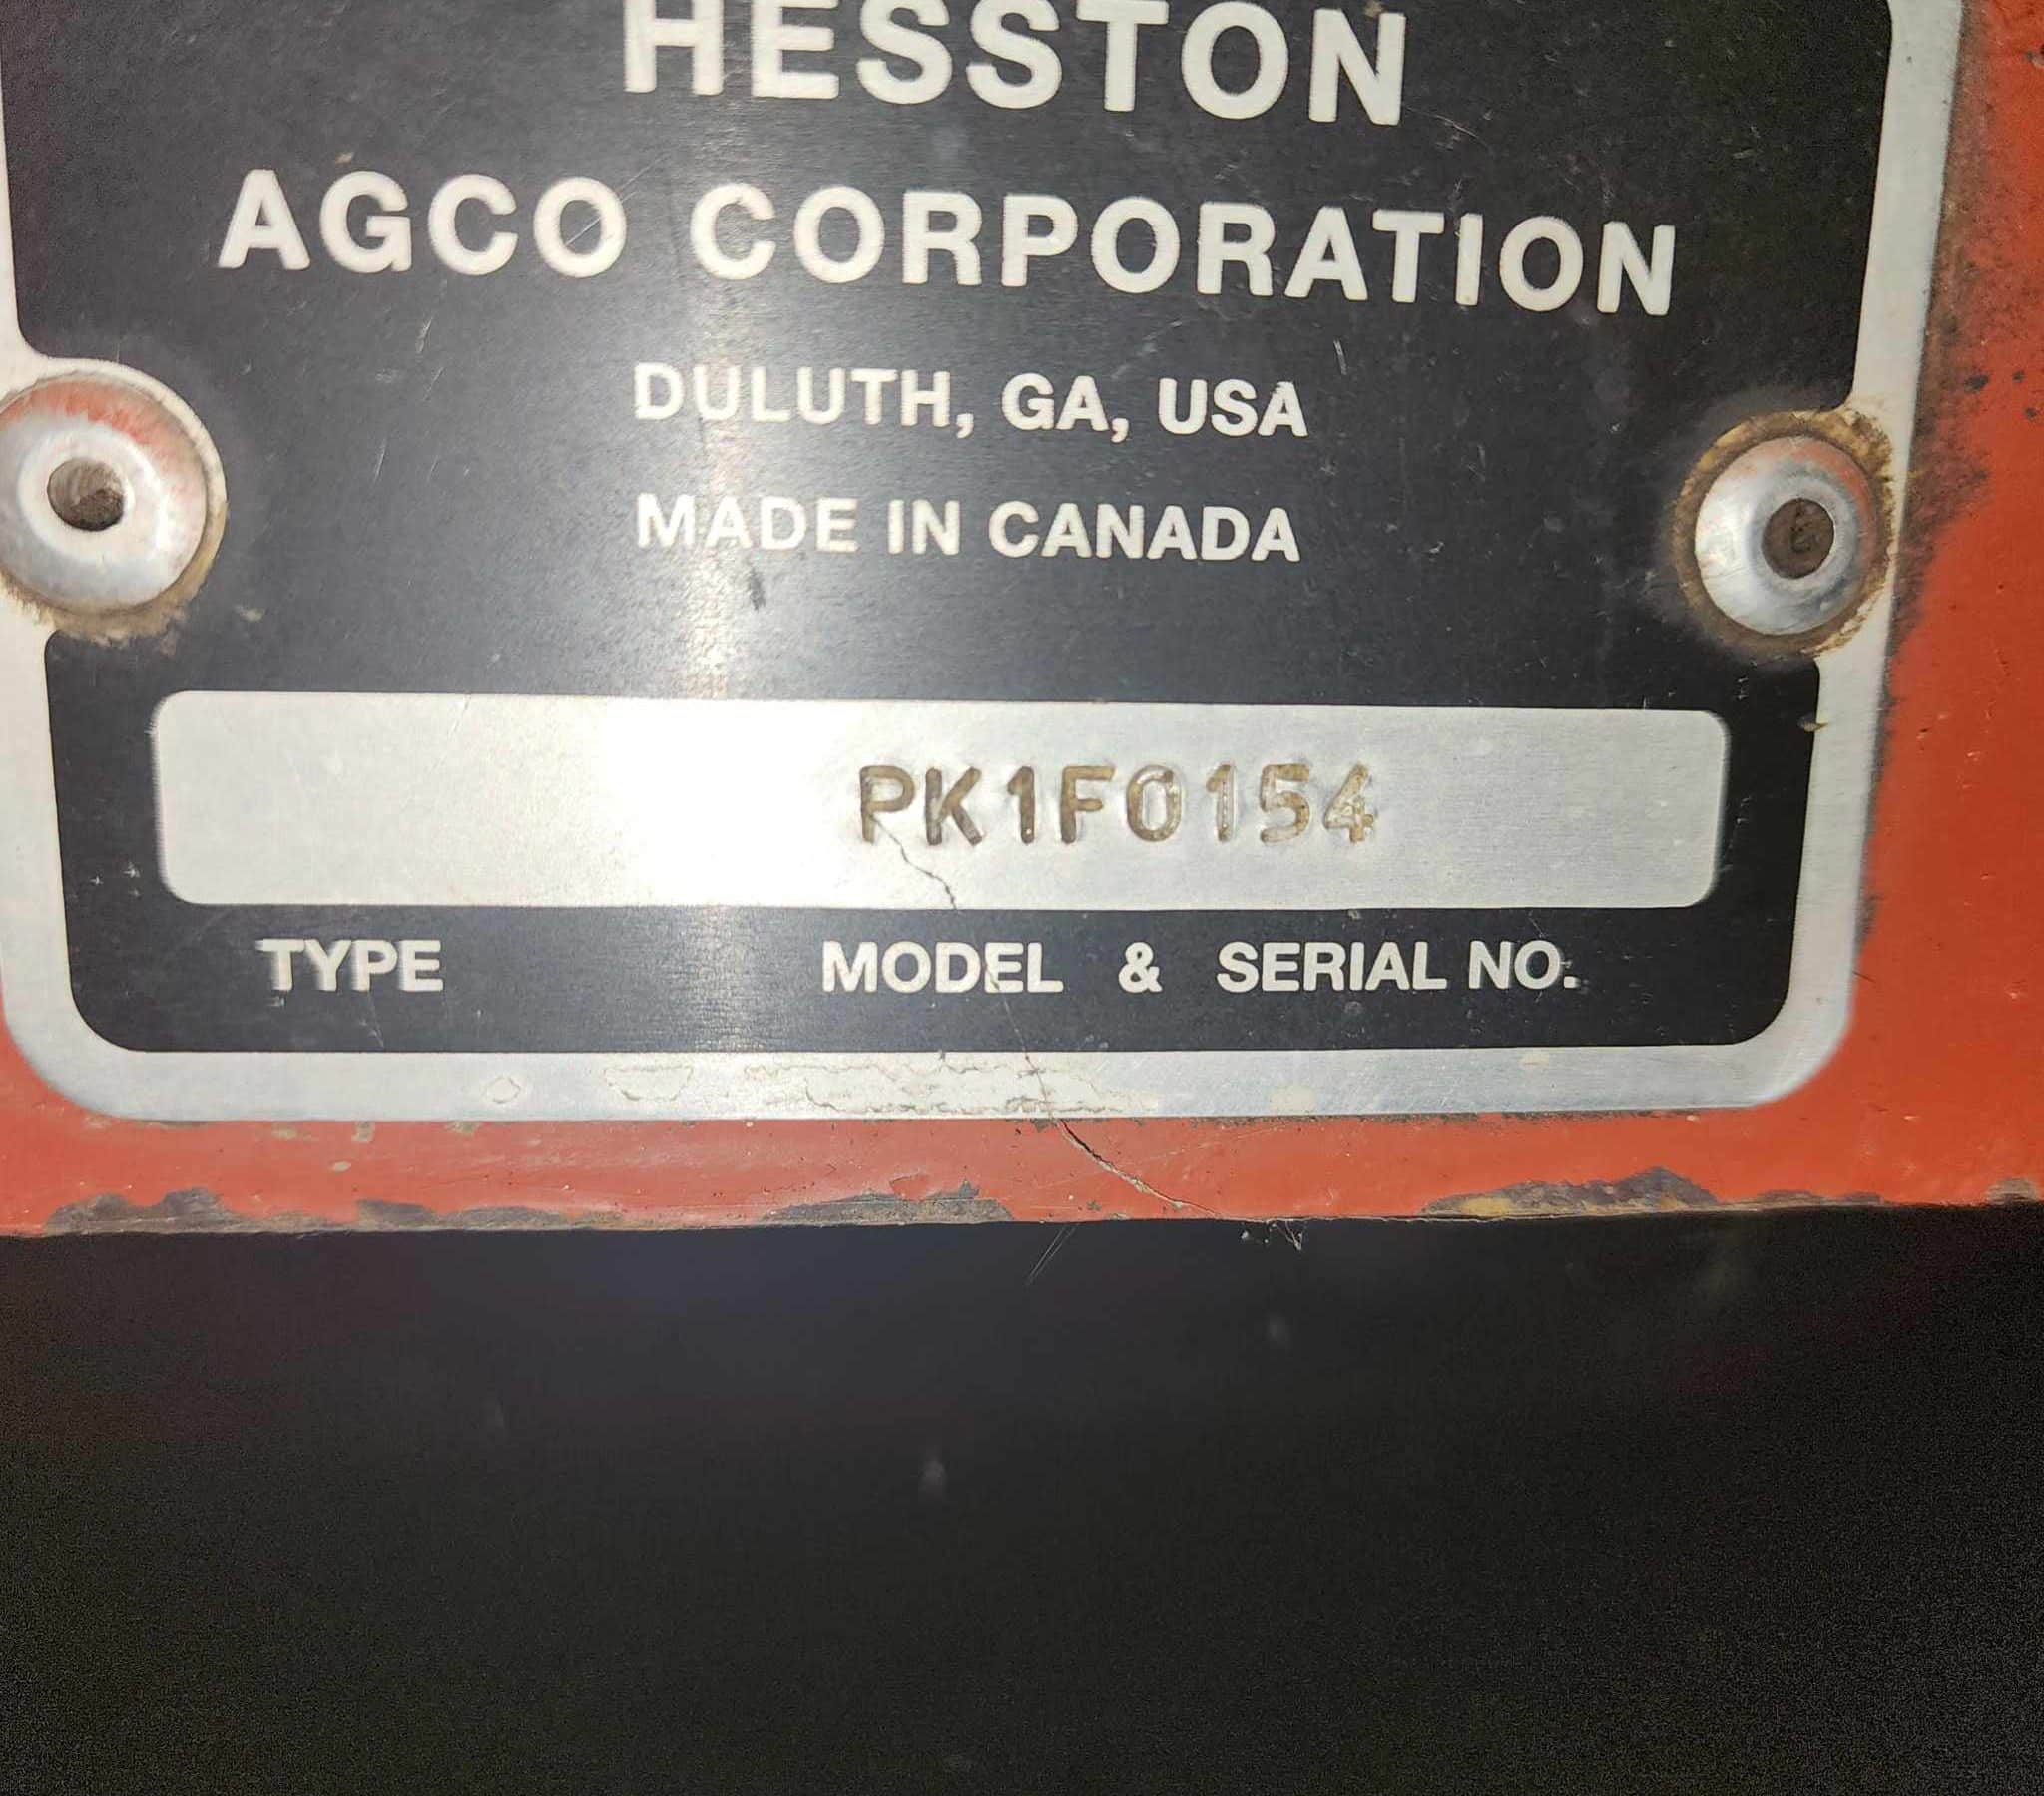 HESSTON
AGCO CORPORATION
DULUTH, GA, USA
MADE IN CANADA
PK1F0154
TYPE MODEL & SERIAL NO.